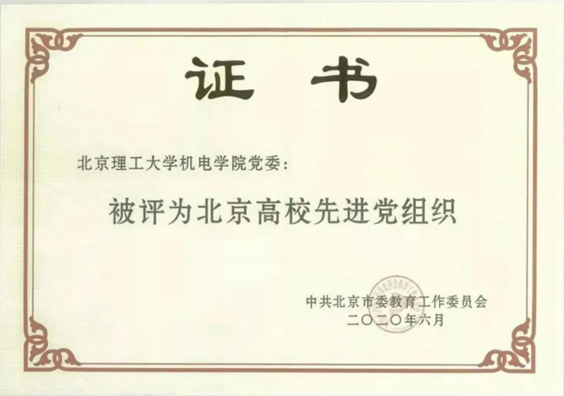 证书
北京理工大学机电学院党委：
被评为北京高校先进党组织
中共北京市委教育工作委员会
二〇二〇年六月